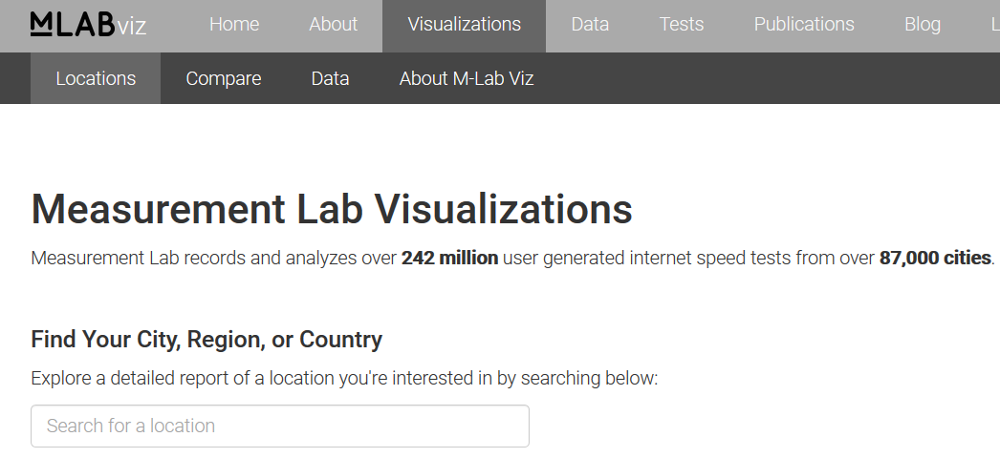 MLABviz Home About Visualizations Data Tests Publications Blog
Locations Compare Data About M-Lab Viz
Measurement Lab Visualizations
Measurement Lab records and analyzes over 242 million user generated internet speed tests from over 87,000 cities.
Find Your City, Region, or Country
Explore a detailed report of a location you're interested in by searching below:
Search for a location